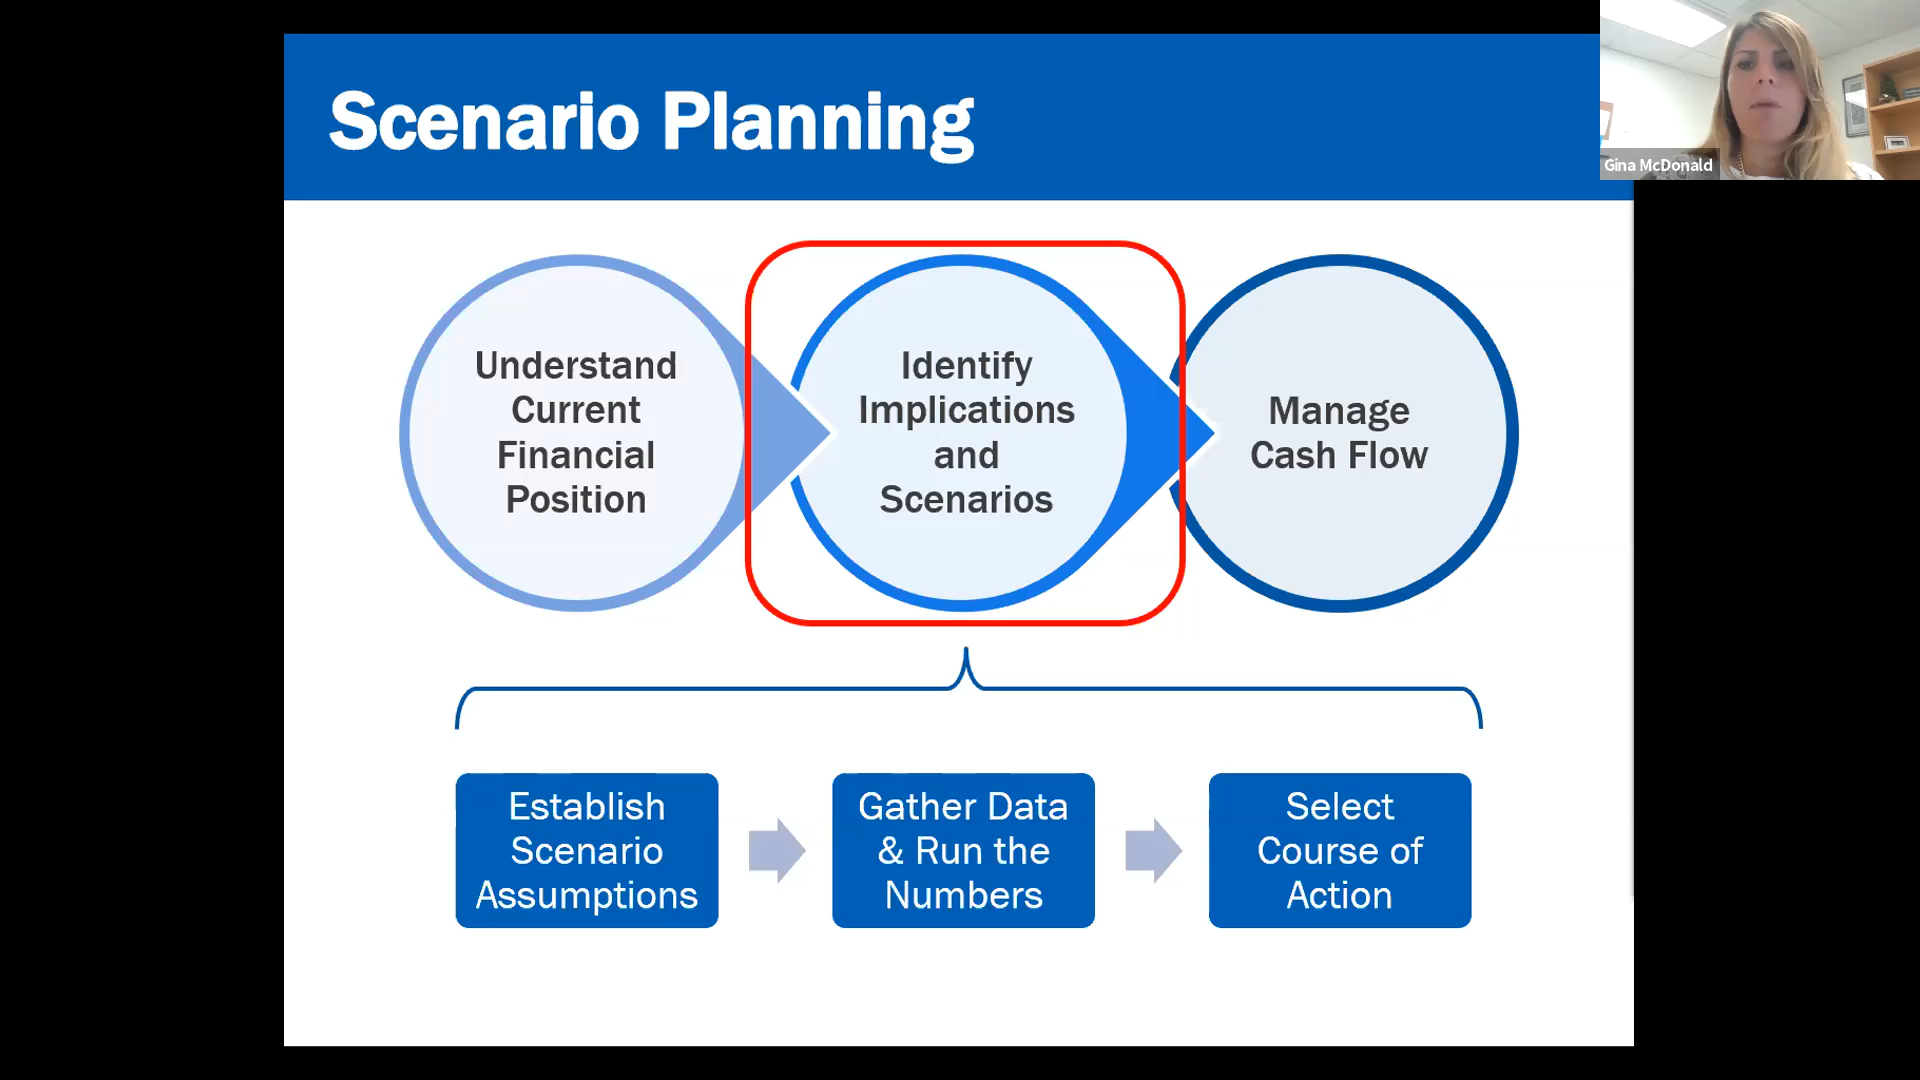 Scenario Planning
Gina McDonald
Understand
Current
Financial
Position
Identify
Implications
and
Scenarios
Manage
Cash Flow
Establish
Scenario
Assumptions
Gather Data
& Run the
Numbers
Select
Course of
Action